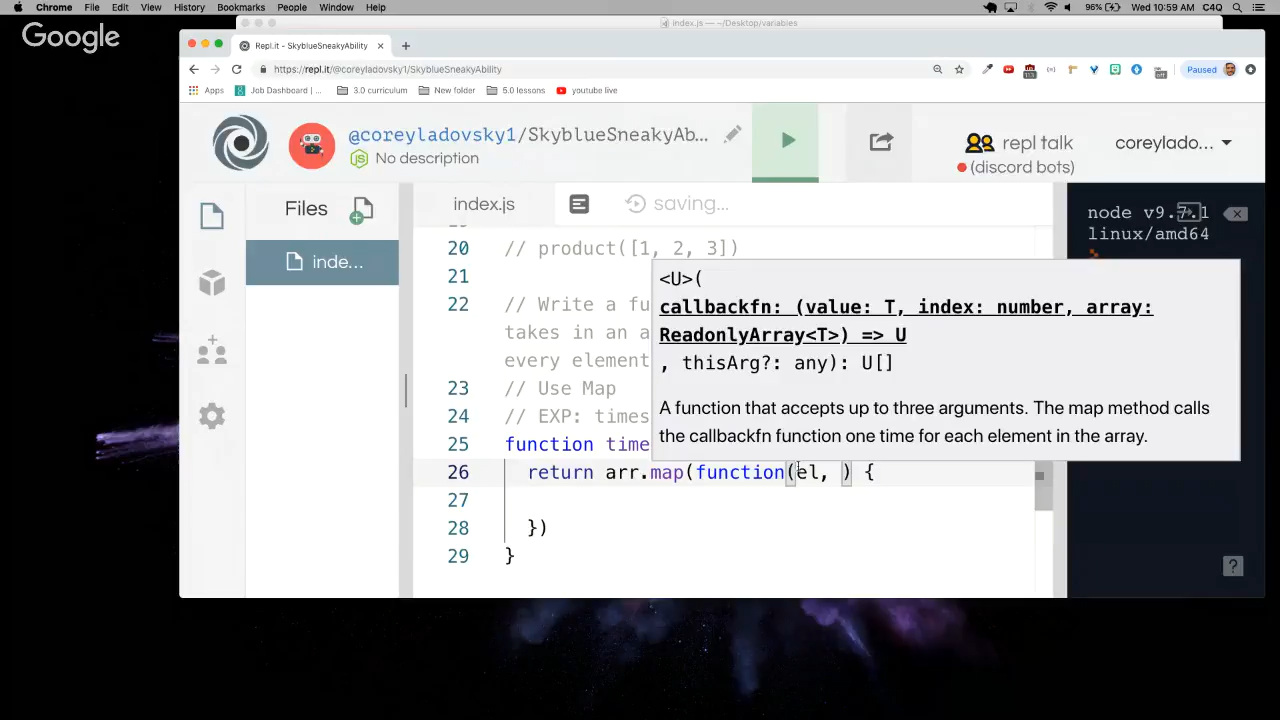 Chrome File Edit View History Bookmarks People Window Help 96% Wed 10:59 AM C4Q
index.js — ~/Desktop/variables
Google
Repl.it - SkyblueSneakyAbility
https://repl.it/@coreyladovsky1/SkyblueSneakyAbility Paused
Apps Job Dashboard | ... 3.0 curriculum New folder 5.0 lessons youtube live
@coreyladovsky1/SkyblueSneakyAb...
No description
repl talk
(discord bots)
coreylado...
Files
inde...
index.js
saving...
node v9.7.1
linux/amd64
20 // product([1, 2, 3])
21
22 // Write a fu
takes in an a
every element
23 // Use Map
24 // EXP: times
25 function time
26 return arr.map(function(el, ) {
27
28 })
29 }
<U>(
callbackfn: (value: T, index: number, array:
ReadonlyArray<T>) => U
, thisArg?: any): U[]
A function that accepts up to three arguments. The map method calls
the callbackfn function one time for each element in the array.
?